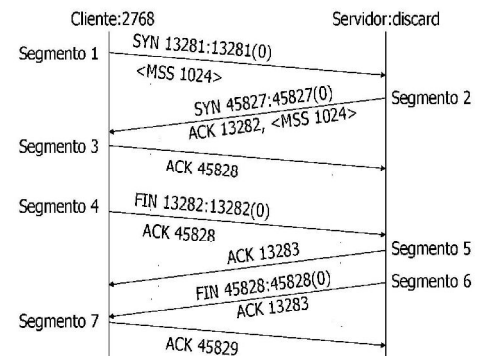 Cliente:2768 Servidor:discard
Segmento 1
SYN 13281:13281(0)
<MSS 1024>
SYN 45827:45827(0)
Segmento 2
ACK 13282, <MSS 1024>
Segmento 3
ACK 45828
Segmento 4
FIN 13282:13282(0)
ACK 45828
ACK 13283
Segmento 5
FIN 45828:45828(0)
Segmento 6
ACK 13283
Segmento 7
ACK 45829